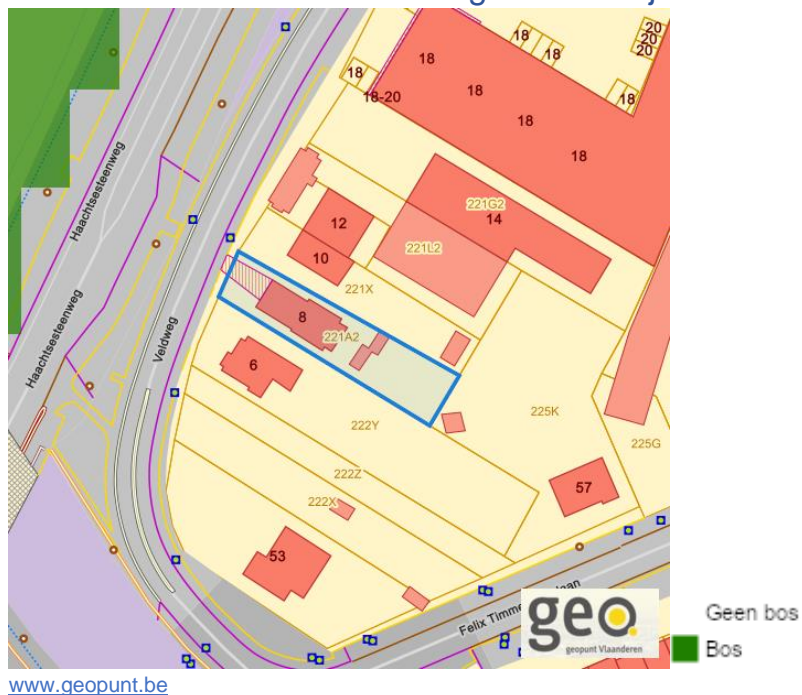 18
18
20
20
20
18
18
18
18-20
18
18
18
18
Haachtsesteenweg
12
221G2
14
10
221L2
221X
Haachtsesteenweg
Veldweg
8
221A2
6
222Y
225K
225G
222Z
222X
57
53
Felix
geo
geopunt Vlaanderen
Geen bos
Bos
www.geopunt.be